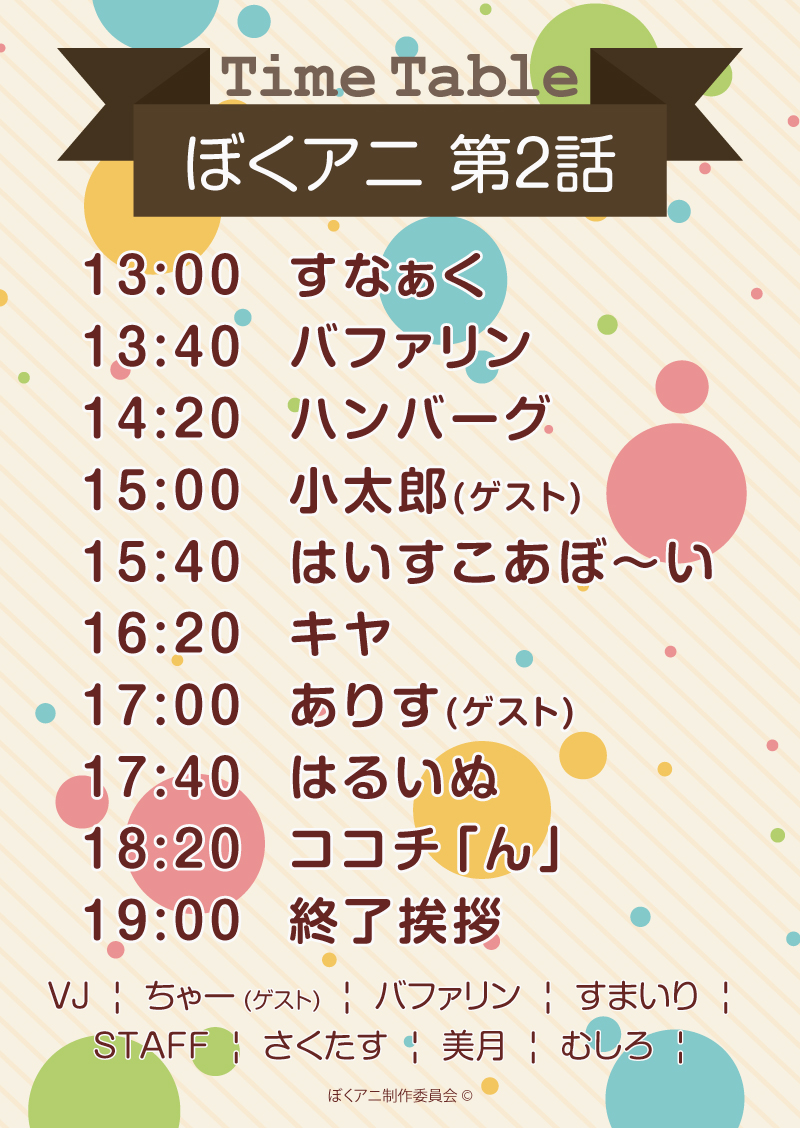 Time Table
ぼくアニ 第2話
13:00 すなぁく
13:40 バファリン
14:20 ハンバーグ
15:00 小太郎(ゲスト)
15:40 はいすこあぼ～い
16:20 キヤ
17:00 ありす(ゲスト)
17:40 はるいぬ
18:20 ココチ「ん」
19:00 終了挨拶
VJ ¦ ちゃー(ゲスト) ¦ バファリン ¦ すまいり ¦
STAFF ¦ さくたす ¦ 美月 ¦ むしろ ¦
ぼくアニ制作委員会 ©